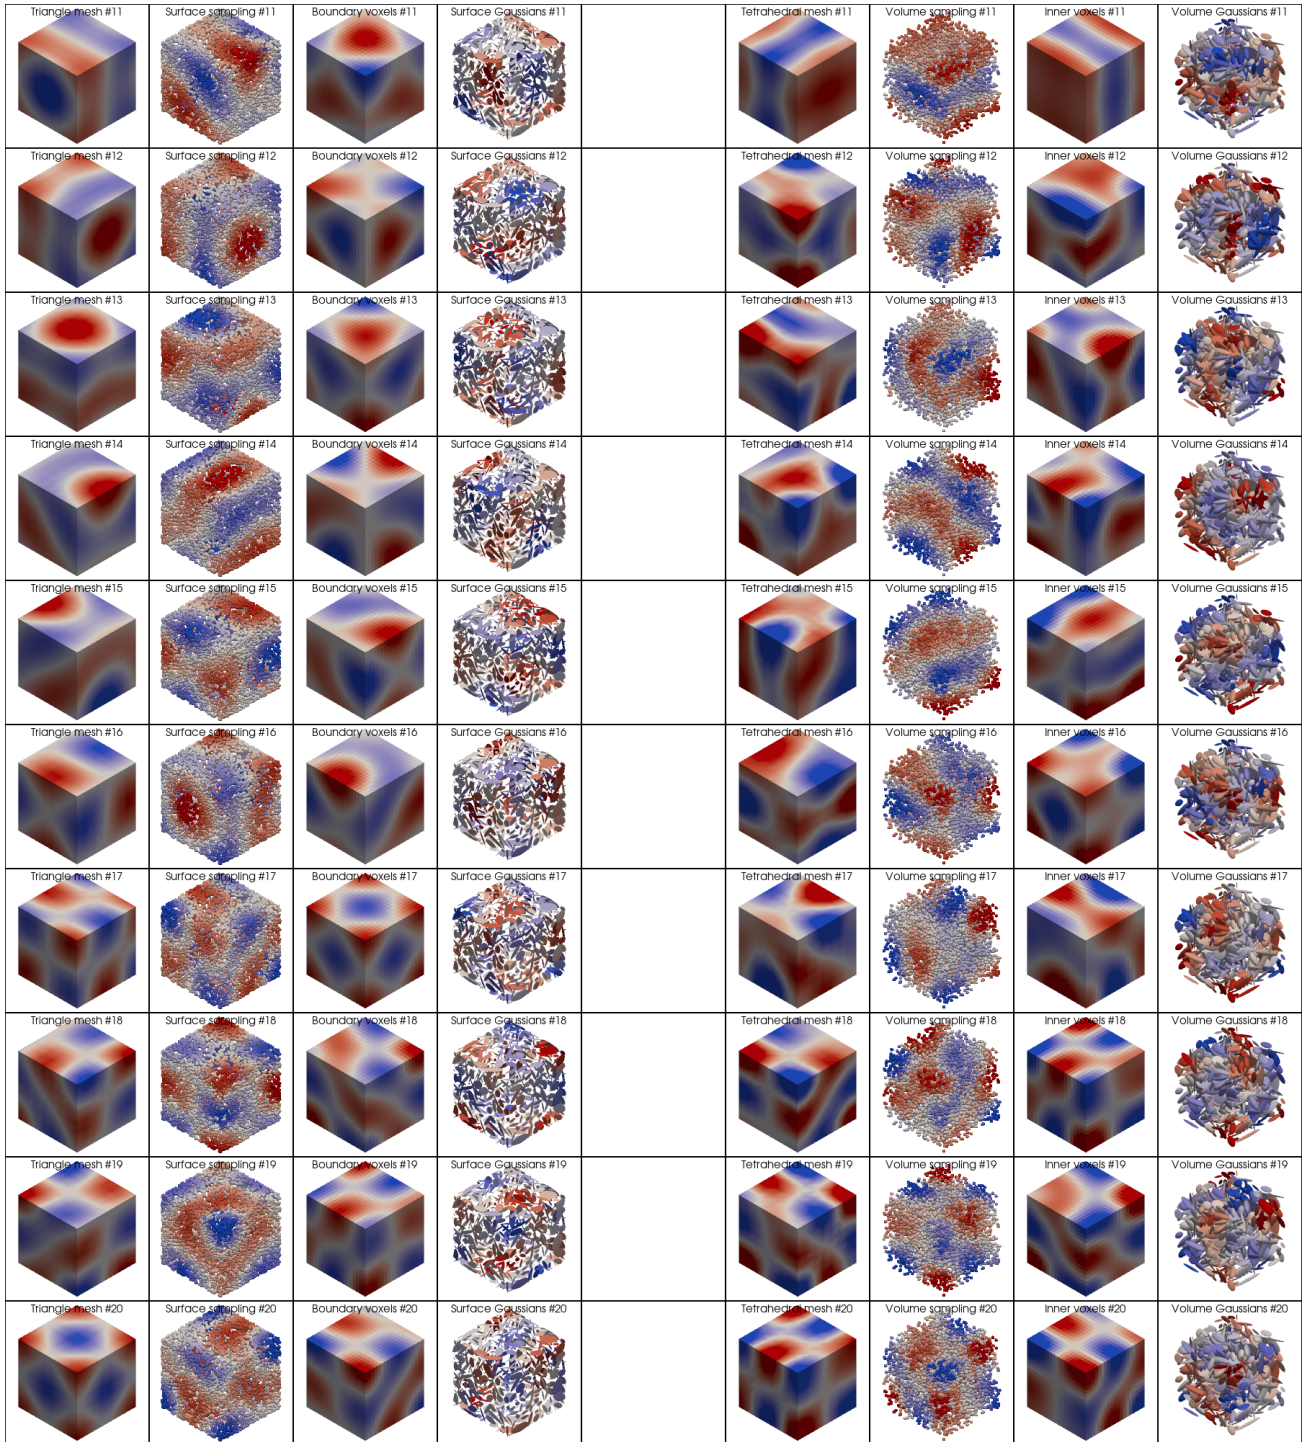 Triangle mesh #11 Surface sampling #11 Boundary voxels #11 Surface Gaussians #11 Tetrahedral mesh #11 Volume sampling #11 Inner voxels #11 Volume Gaussians #11
Triangle mesh #12 Surface sampling #12 Boundary voxels #12 Surface Gaussians #12 Tetrahedral mesh #12 Volume sampling #12 Inner voxels #12 Volume Gaussians #12
Triangle mesh #13 Surface sampling #13 Boundary voxels #13 Surface Gaussians #13 Tetrahedral mesh #13 Volume sampling #13 Inner voxels #13 Volume Gaussians #13
Triangle mesh #14 Surface sampling #14 Boundary voxels #14 Surface Gaussians #14 Tetrahedral mesh #14 Volume sampling #14 Inner voxels #14 Volume Gaussians #14
Triangle mesh #15 Surface sampling #15 Boundary voxels #15 Surface Gaussians #15 Tetrahedral mesh #15 Volume sampling #15 Inner voxels #15 Volume Gaussians #15
Triangle mesh #16 Surface sampling #16 Boundary voxels #16 Surface Gaussians #16 Tetrahedral mesh #16 Volume sampling #16 Inner voxels #16 Volume Gaussians #16
Triangle mesh #17 Surface sampling #17 Boundary voxels #17 Surface Gaussians #17 Tetrahedral mesh #17 Volume sampling #17 Inner voxels #17 Volume Gaussians #17
Triangle mesh #18 Surface sampling #18 Boundary voxels #18 Surface Gaussians #18 Tetrahedral mesh #18 Volume sampling #18 Inner voxels #18 Volume Gaussians #18
Triangle mesh #19 Surface sampling #19 Boundary voxels #19 Surface Gaussians #19 Tetrahedral mesh #19 Volume sampling #19 Inner voxels #19 Volume Gaussians #19
Triangle mesh #20 Surface sampling #20 Boundary voxels #20 Surface Gaussians #20 Tetrahedral mesh #20 Volume sampling #20 Inner voxels #20 Volume Gaussians #20